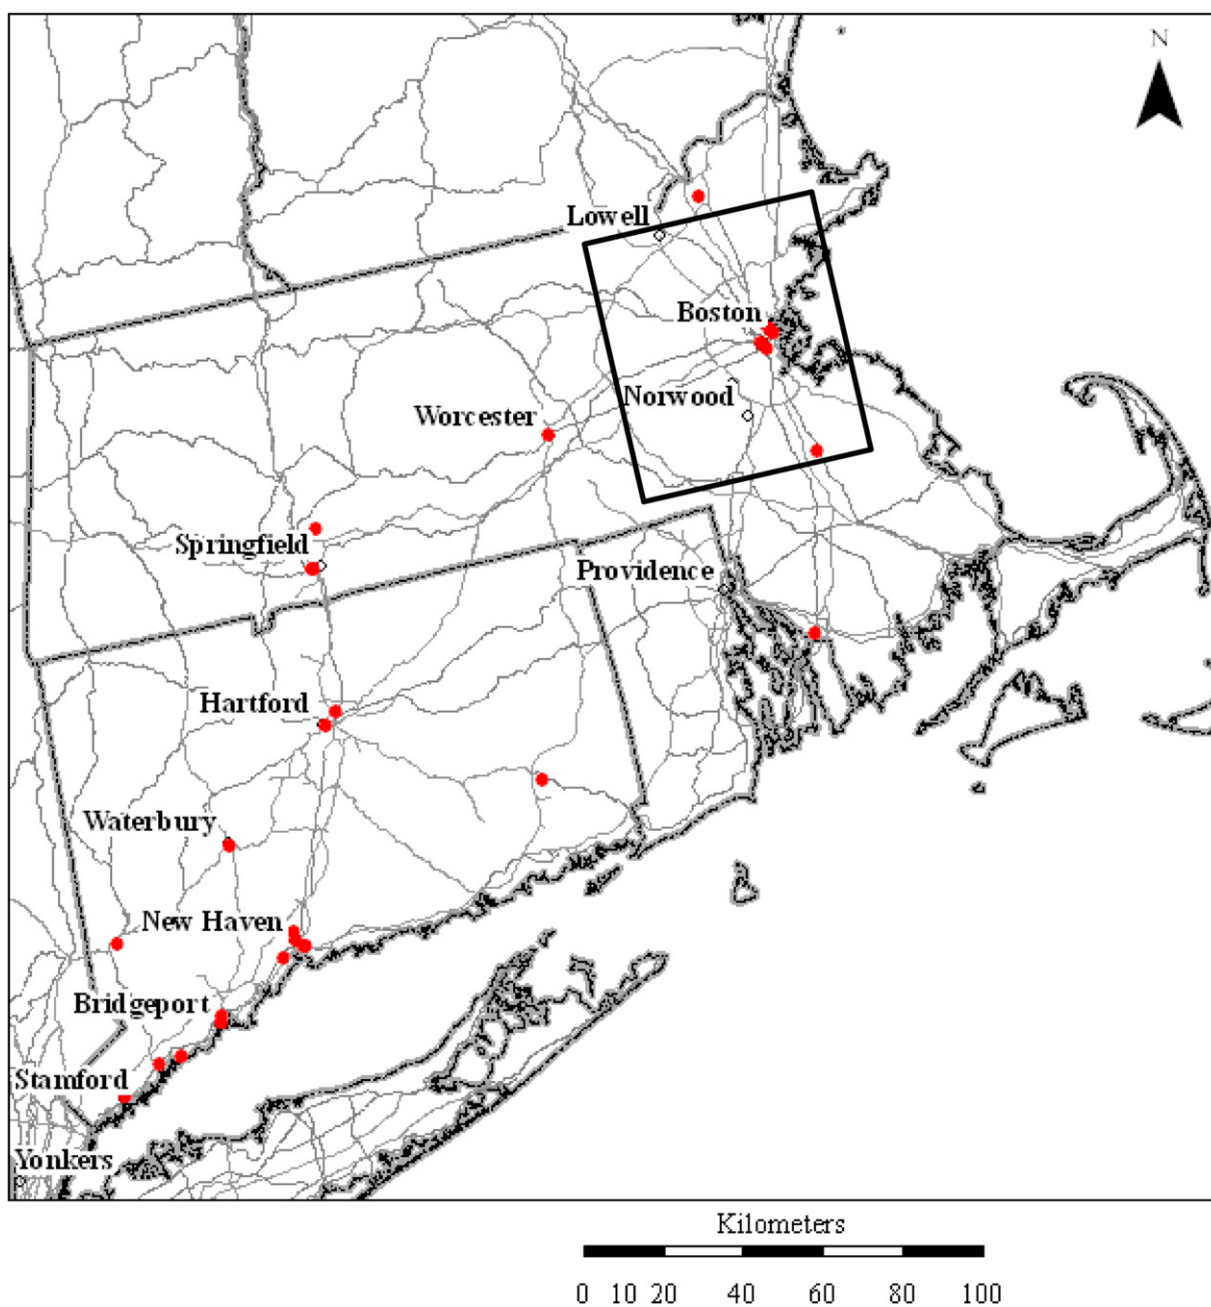 N
Lowell
Boston
Norwood
Worcester
Springfield
Providence
Hartford
Waterbury
New Haven
Bridgeport
Stamford
Yonkers
Kilometers
0 10 20 40 60 80 100